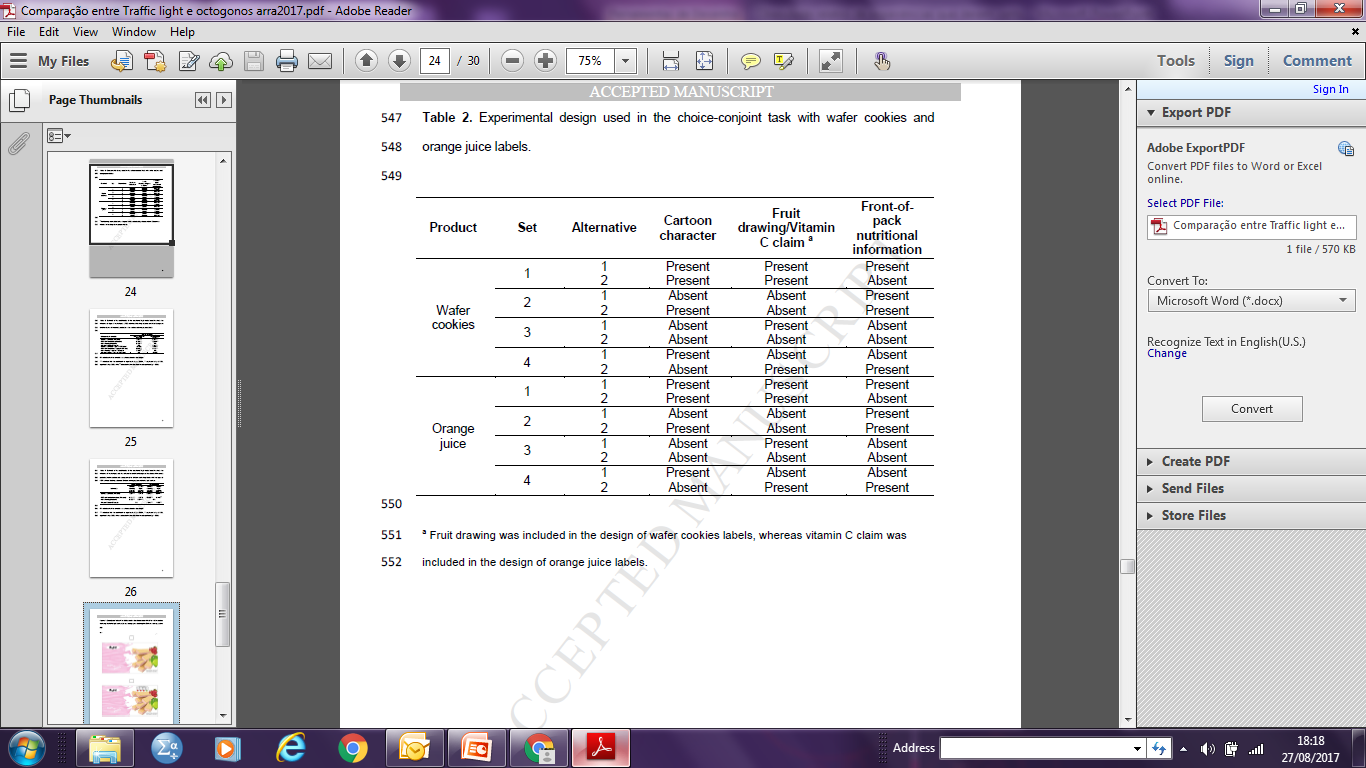 Comparação entre Traffic light e octogonos arra2017.pdf - Adobe Reader
File Edit View Window Help
My Files 24 / 30 75% Tools Sign Comment
Page Thumbnails
24
25
26
ACCEPTED MANUSCRIPT
547 Table 2. Experimental design used in the choice-conjoint task with wafer cookies and
548 orange juice labels.
549
Product Set Alternative Cartoon character Fruit drawing/Vitamin C claim a Front-of-pack nutritional information
Wafer cookies
1 1 Present Present Present
2 Present Present Absent
2 1 Absent Absent Present
2 Present Absent Present
3 1 Absent Present Absent
2 Absent Absent Absent
4 1 Present Absent Absent
2 Absent Present Present
Orange juice
1 1 Present Present Present
2 Present Present Absent
2 1 Absent Absent Present
2 Present Absent Present
3 1 Absent Present Absent
2 Absent Absent Absent
4 1 Present Absent Absent
2 Absent Present Present
550
551 a Fruit drawing was included in the design of wafer cookies labels, whereas vitamin C claim was
552 included in the design of orange juice labels.
Sign In
Export PDF
Adobe ExportPDF
Convert PDF files to Word or Excel
online.
Select PDF File:
Comparação entre Traffic light e...
1 file / 570 KB
Convert To:
Microsoft Word (*.docx)
Recognize Text in English(U.S.)
Change
Convert
Create PDF
Send Files
Store Files
Address
18:18
27/08/2017